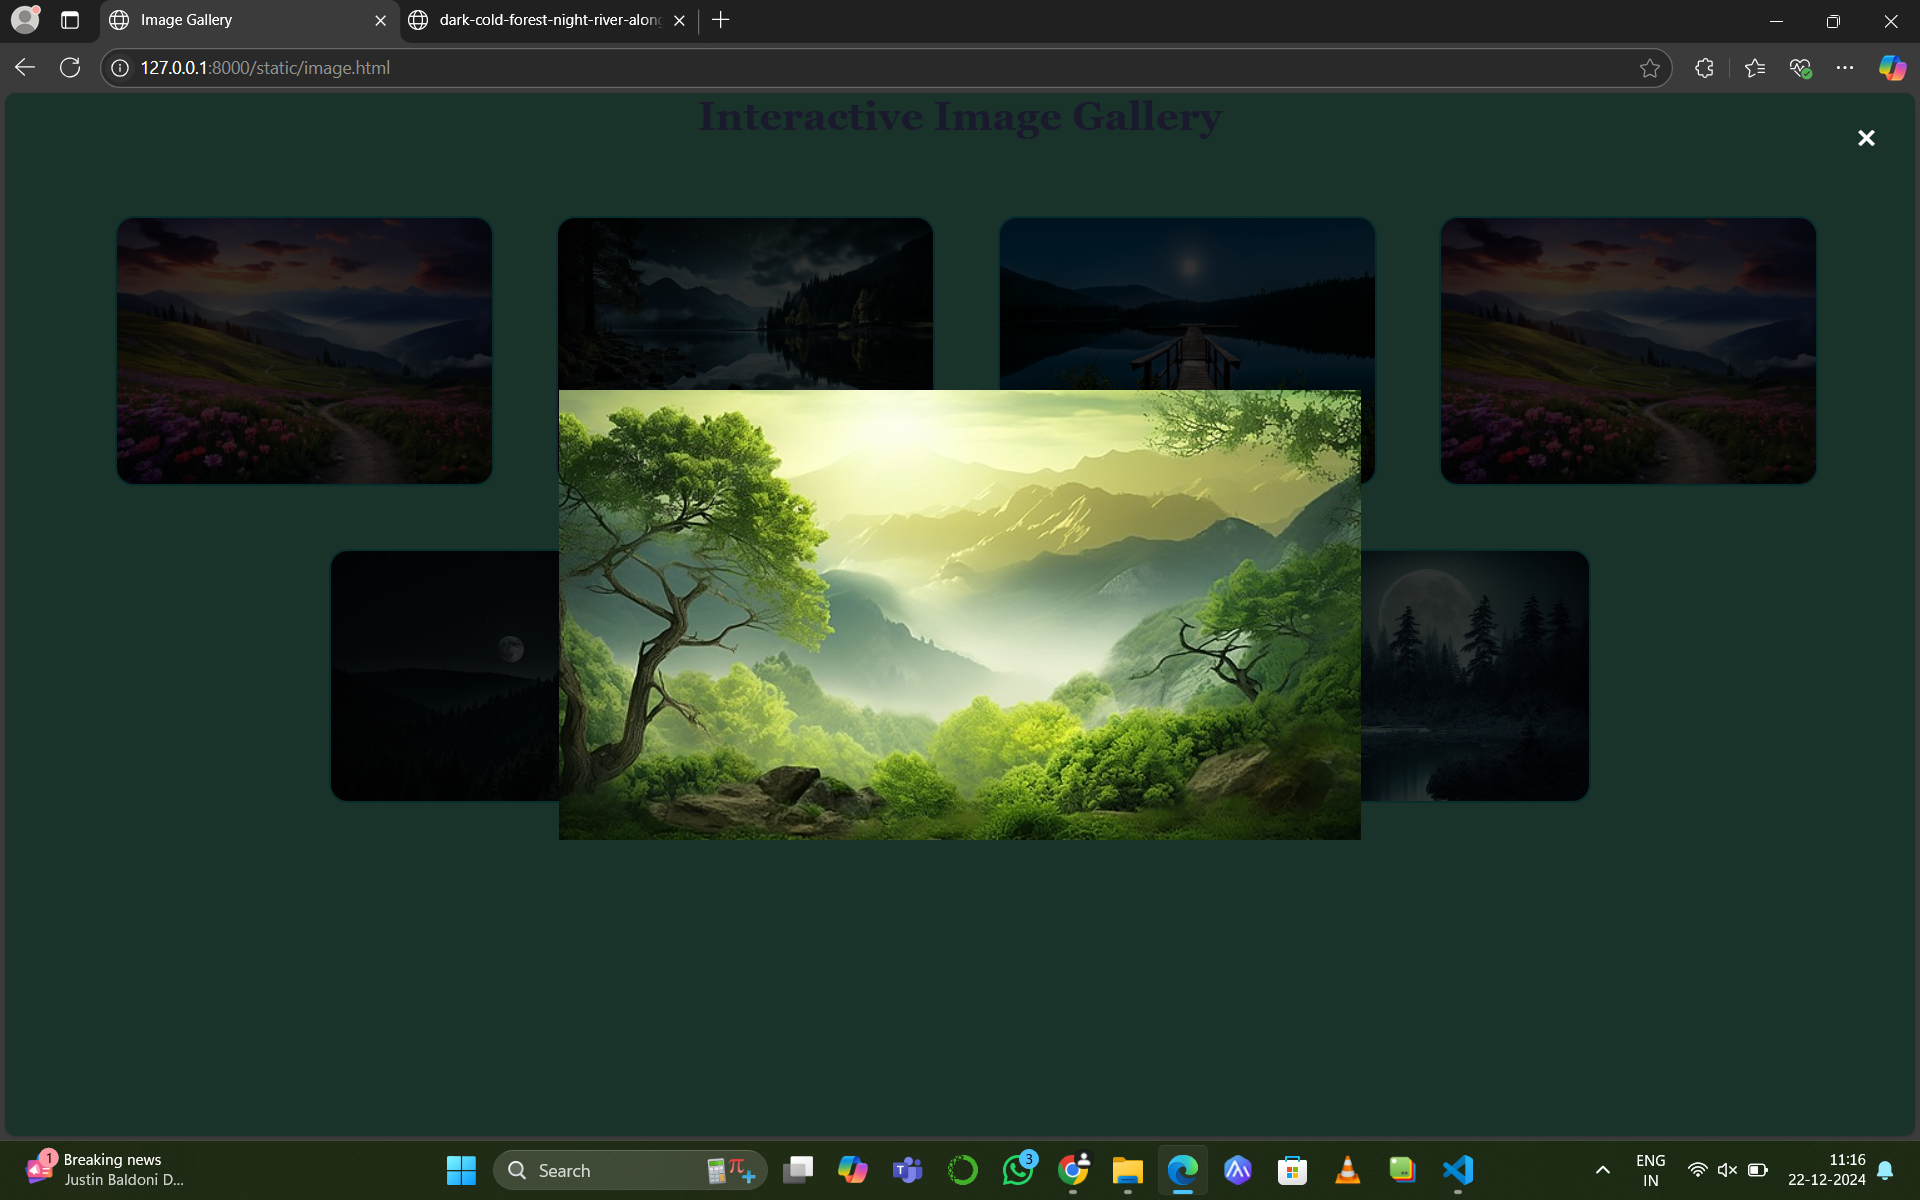 Image Gallery
dark-cold-forest-night-river-along
127.0.0.1:8000/static/image.html
Interactive Image Gallery
1
Breaking news
Justin Baldoni D...
Search
3
ENG
IN
11:16
22-12-2024